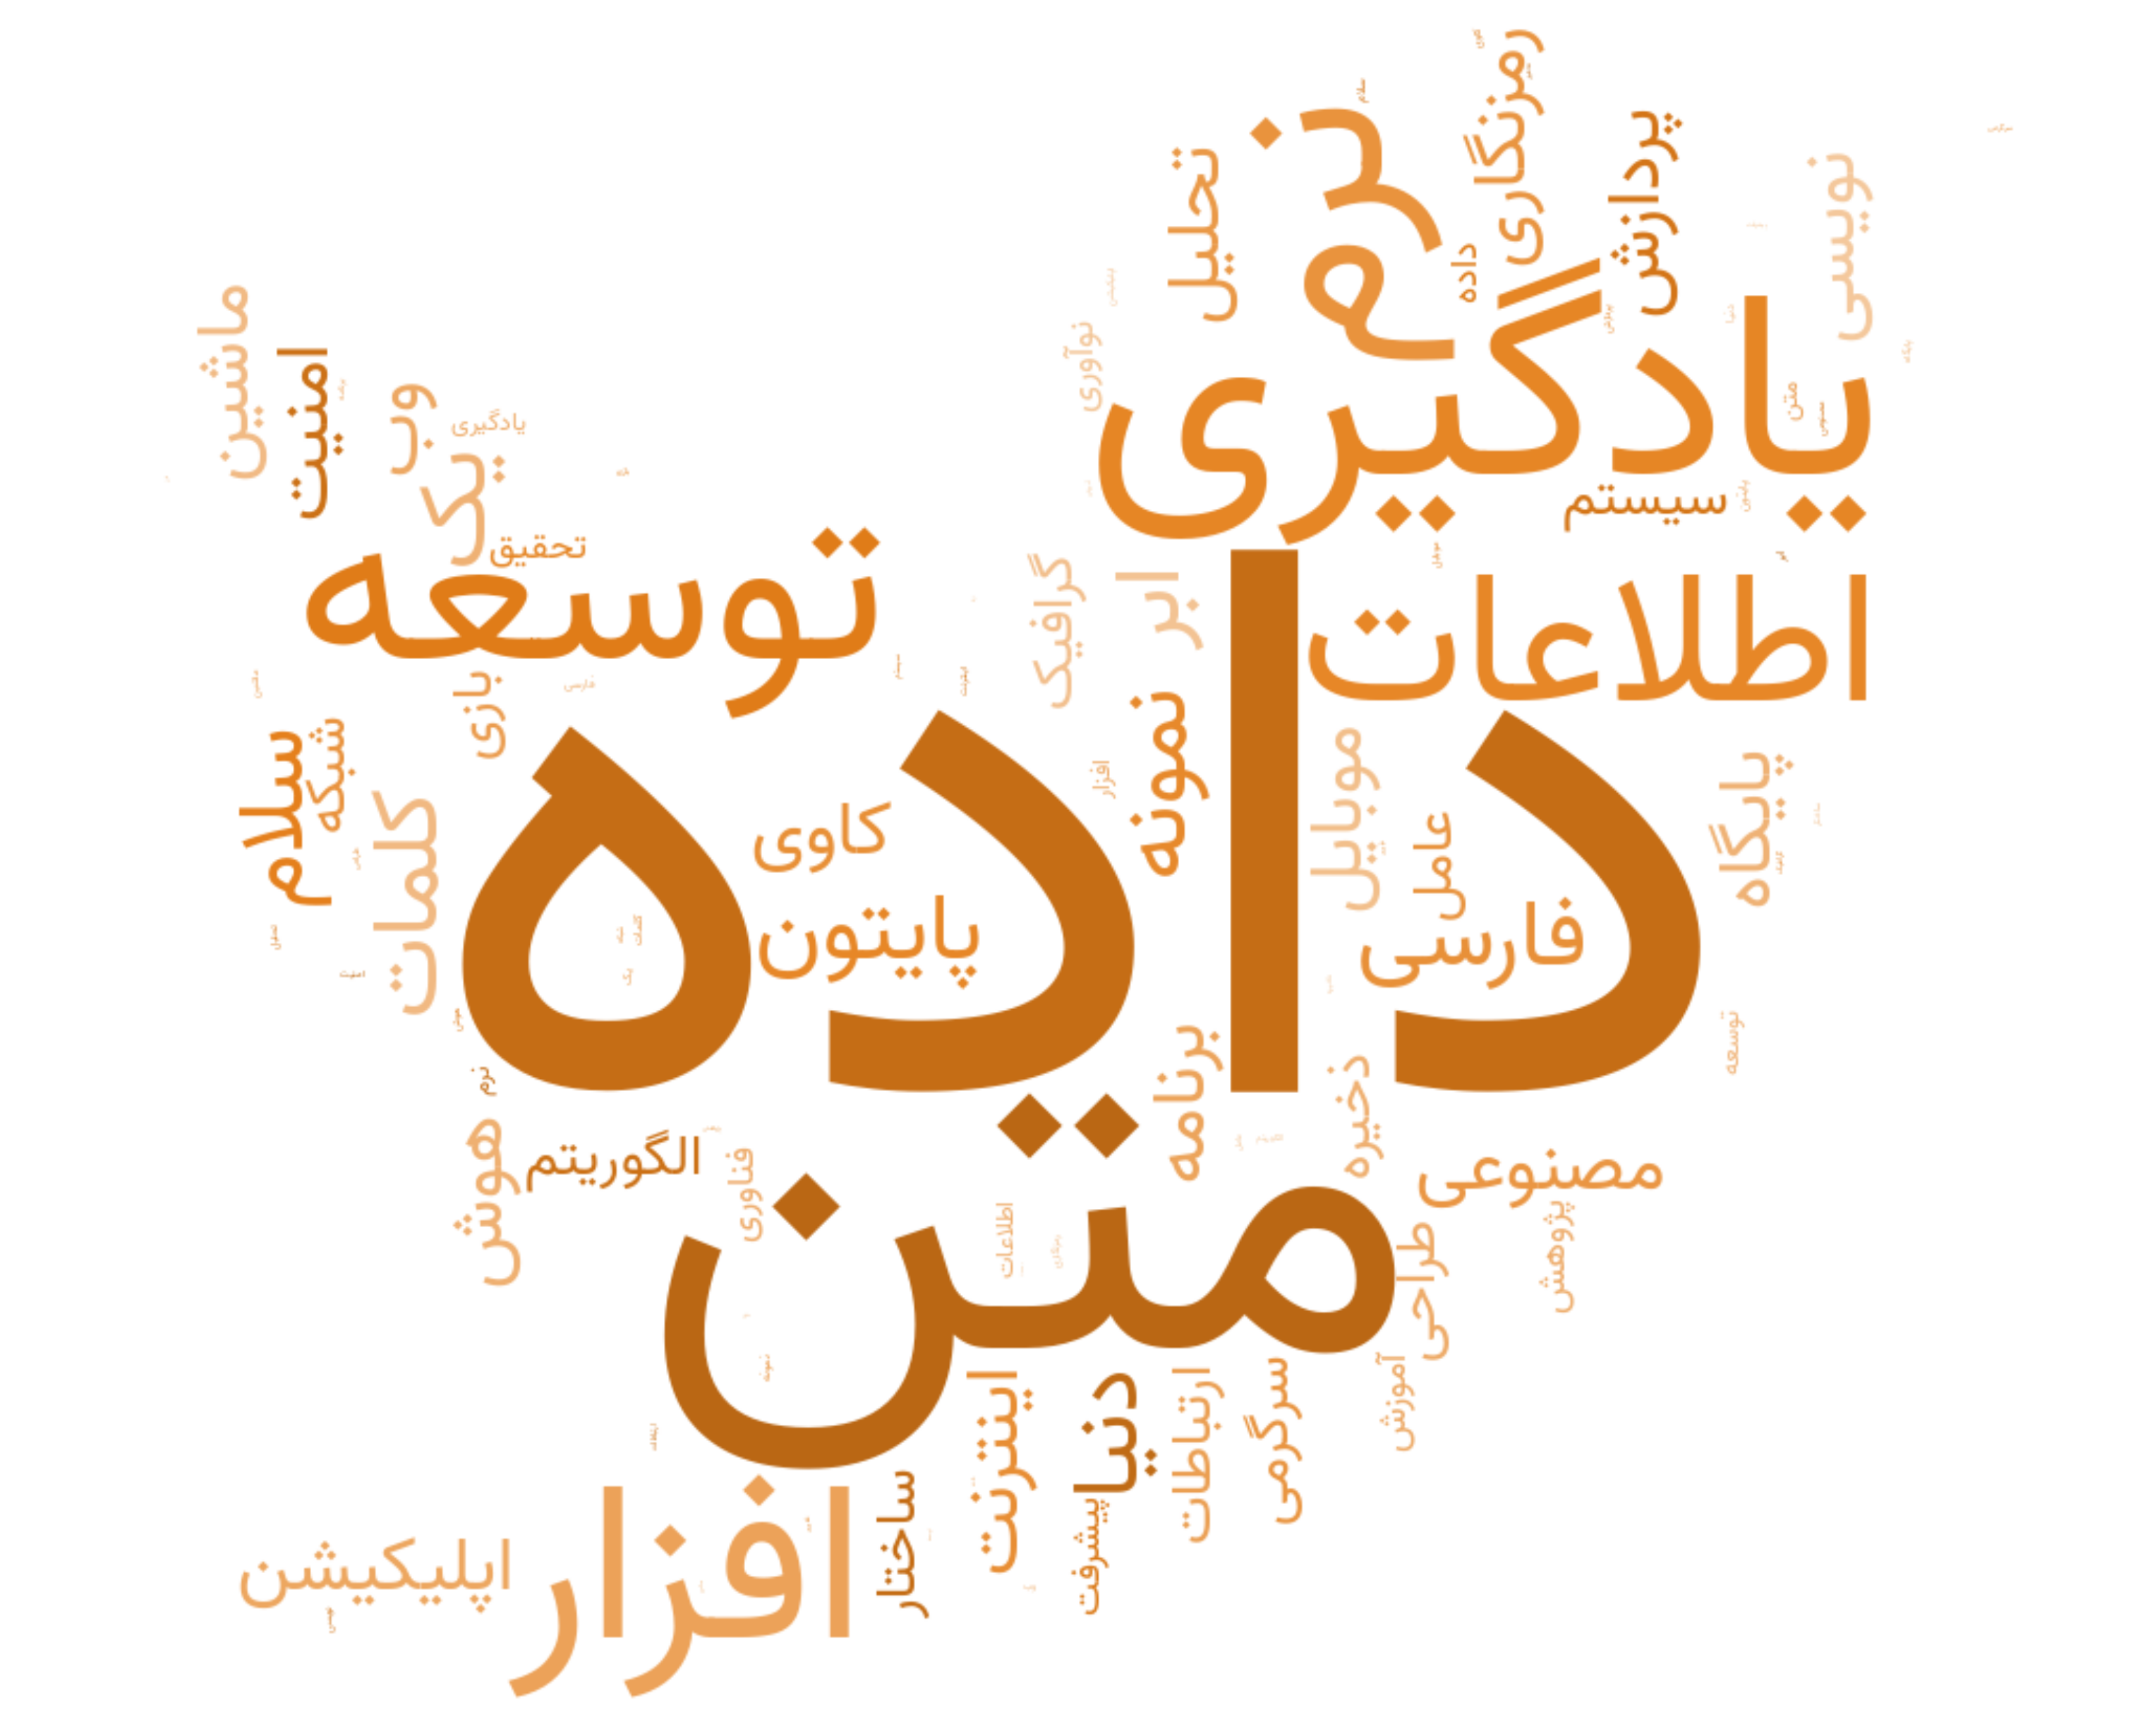 رمزنگاری
پردازش
نویسی
نرم
تحلیل
داده
یادگیری
نوآوری
متن
سیستم
ماشین
امنیت
وب
یادگیری
یک
تحقیق
توسعه
اطلاعات
ابر
گرافیک
بازی
فارسی
داده
نمونه
افزار
موبایل
عامل
پایگاه
سلام
شبکه
کلمات
کاوی
پایتون
فارسی
توسعه
برنامه
ذخیره
مصنوعی
هوش
نرم
الگوریتم
فناوری
متن
اطلاعات
طراحی
پژوهش
آموزش
اینترنت
دنیا
ارتباطات
سرگرمی
پیشرفت
ساختار
افزار
اپلیکیشن